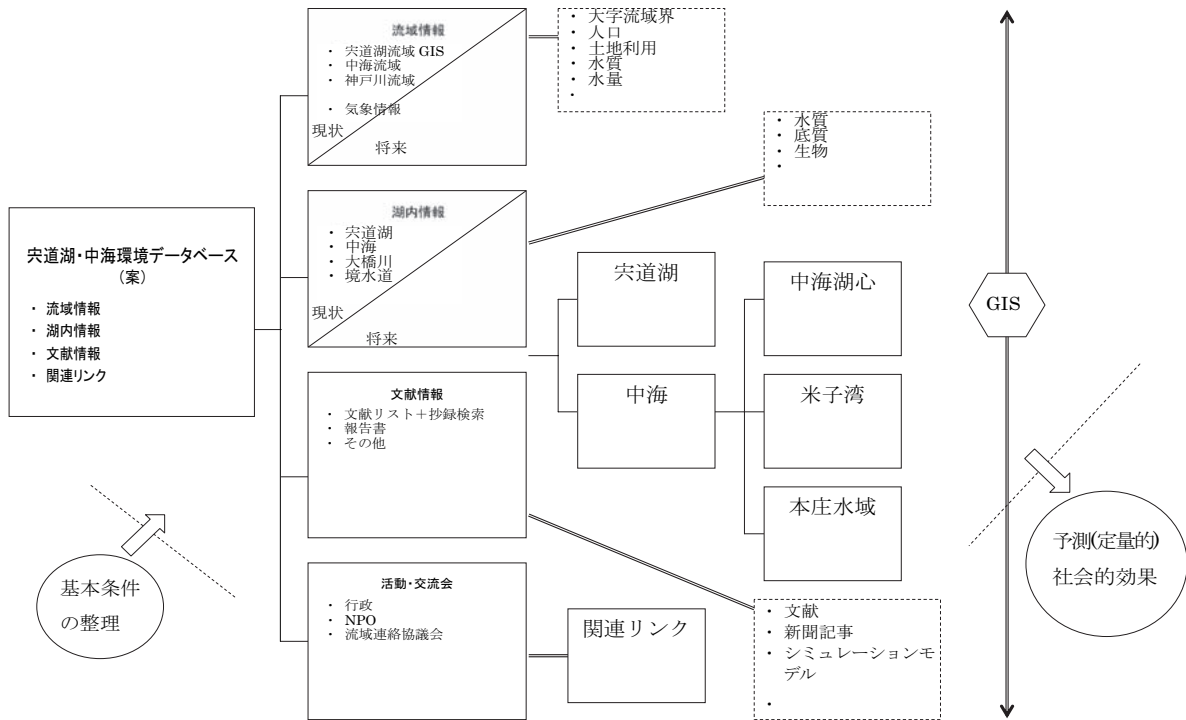 宍道湖・中海環境データベース
(案)
・ 流域情報
・ 湖内情報
・ 文献情報
・ 関連リンク
流域情報
・ 宍道湖流域 GIS
・ 中海流域
・ 神戸川流域
・ 気象情報
現状
将来
・ 大字流域界
・ 人口
・ 土地利用
・ 水質
・ 水量
・
湖内情報
・ 宍道湖
・ 中海
・ 大橋川
・ 境水道
現状
将来
・ 水質
・ 底質
・ 生物
・
宍道湖
中海
中海湖心
米子湾
本庄水域
文献情報
・ 文献リスト＋抄録検索
・ 報告書
・ その他
活動・交流会
・ 行政
・ NPO
・ 流域連絡協議会
関連リンク
・ 文献
・ 新聞記事
・ シミュレーションモ
デル
・
基本条件
の整理
GIS
予測(定量的)
社会的効果